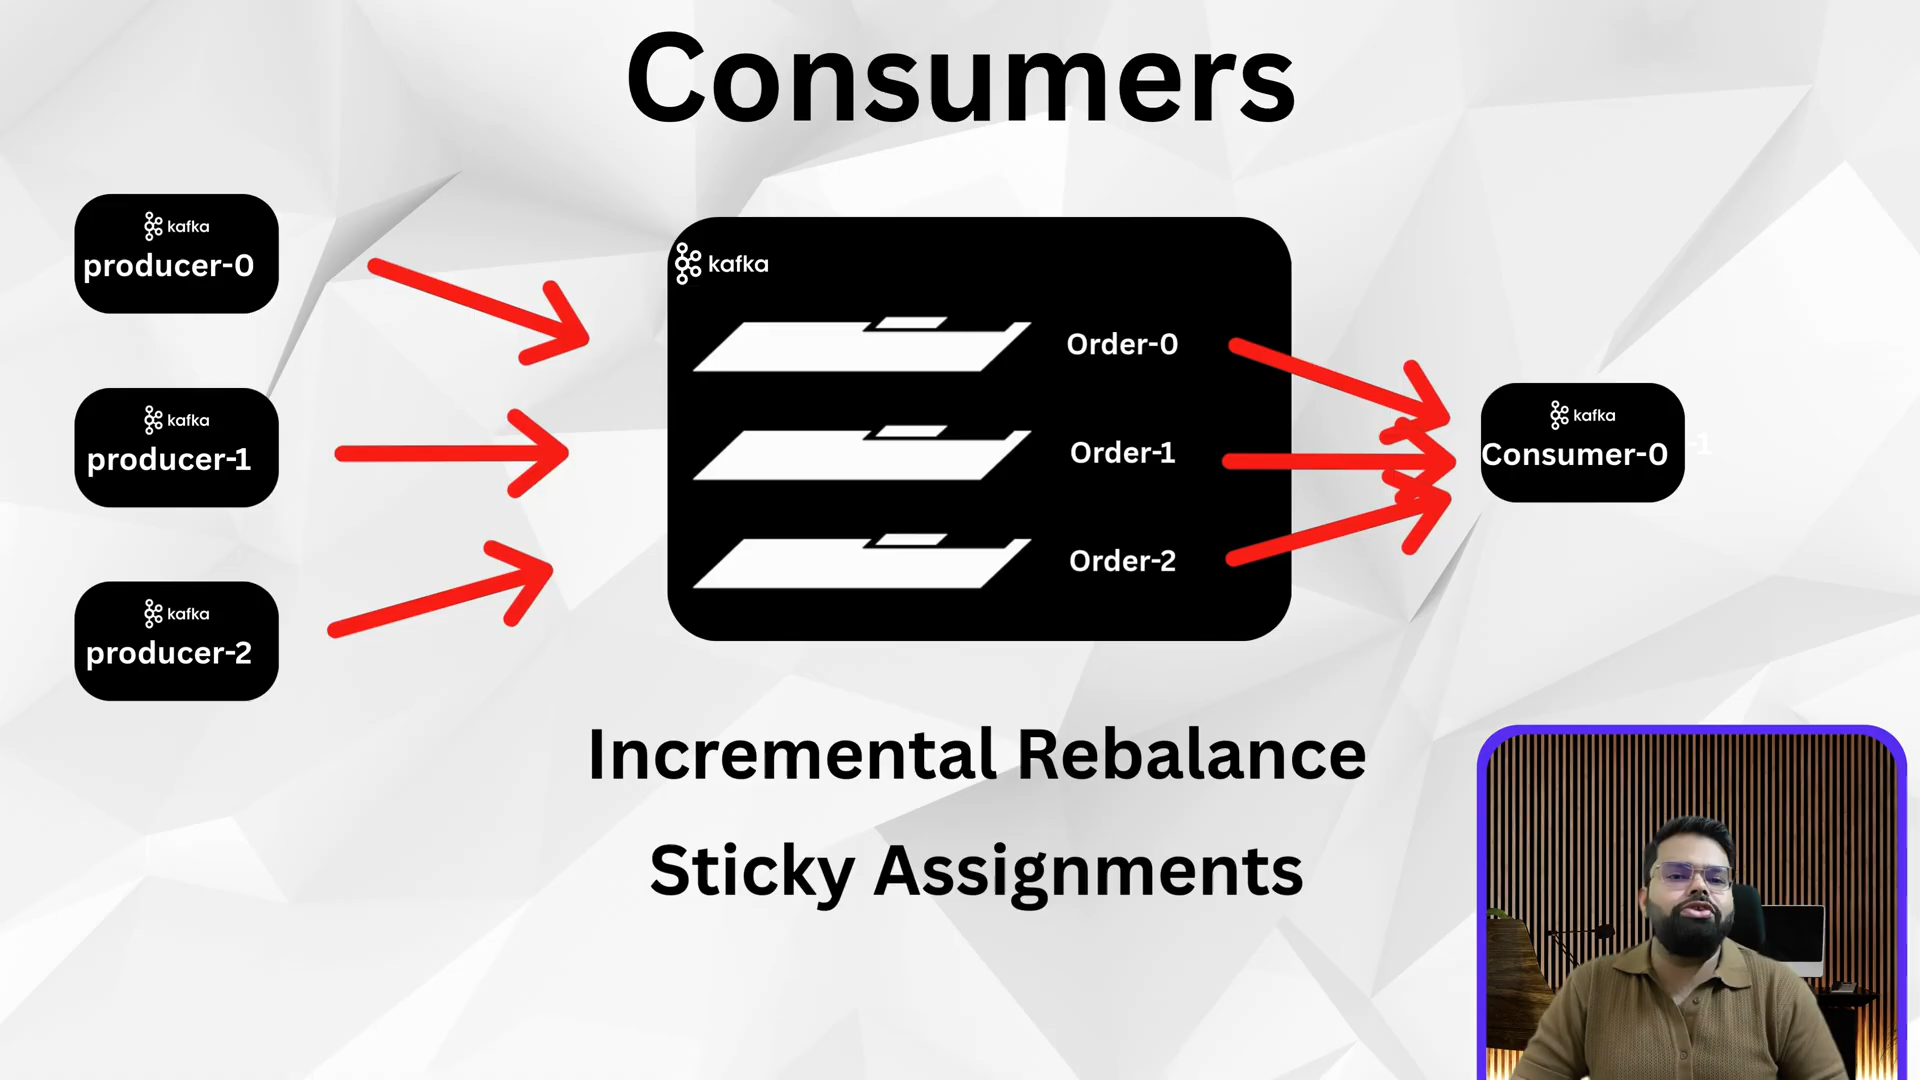 Consumers
kafka
producer-0
kafka
producer-1
kafka
producer-2
kafka
Order-0
Order-1
Order-2
kafka
Consumer-0
-1
Incremental Rebalance
Sticky Assignments